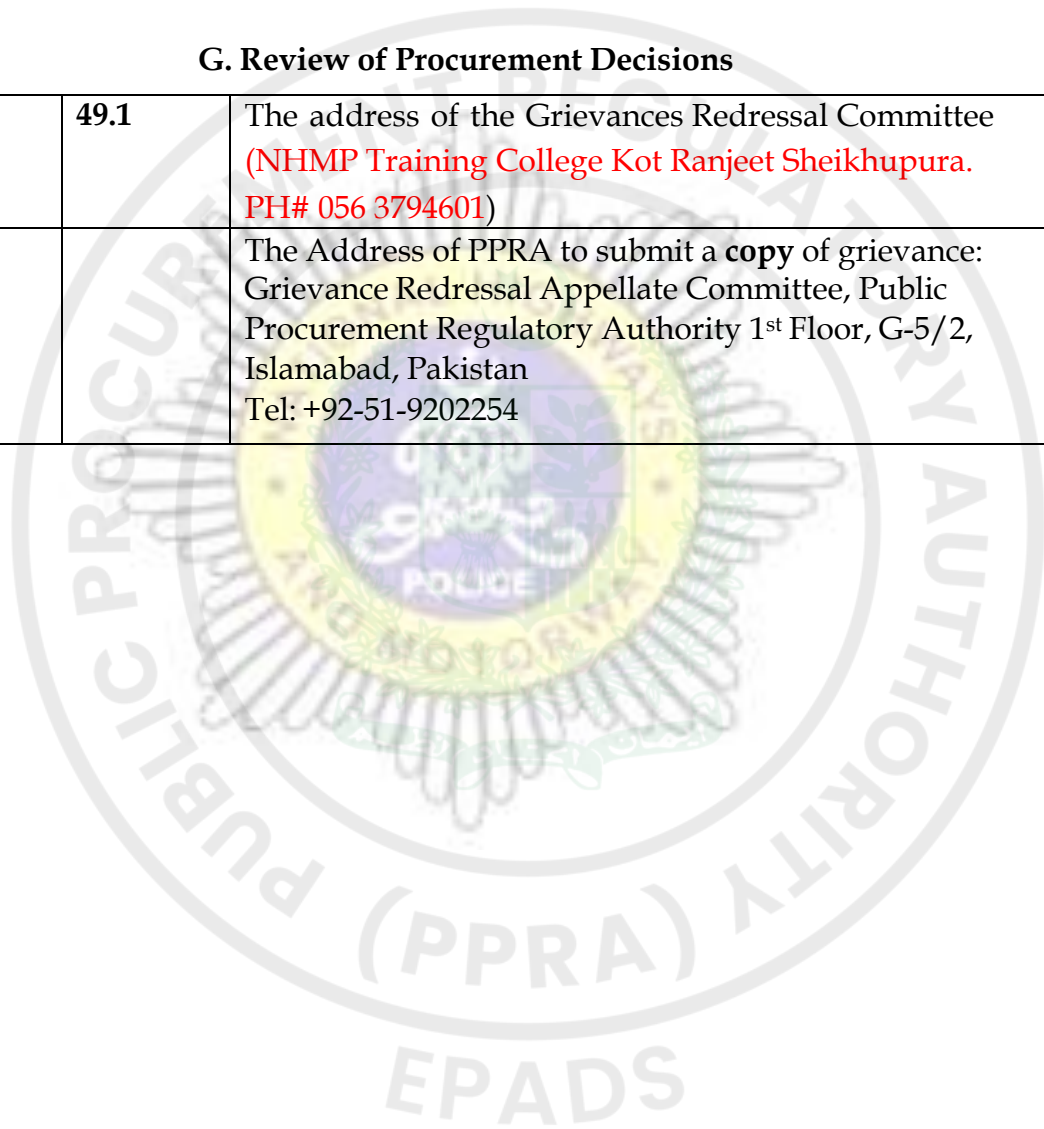 G. Review of Procurement Decisions
49.1
The address of the Grievances Redressal Committee
(NHMP Training College Kot Ranjeet Sheikhupura.
PH# 056 3794601)
The Address of PPRA to submit a copy of grievance:
Grievance Redressal Appellate Committee, Public
Procurement Regulatory Authority 1st Floor, G-5/2,
Islamabad, Pakistan
Tel: +92-51-9202254
PUBLIC PROCUREMENT REGULATORY AUTHORITY
(PPRA)
POLICE
AND MOTORWAY
EPADS